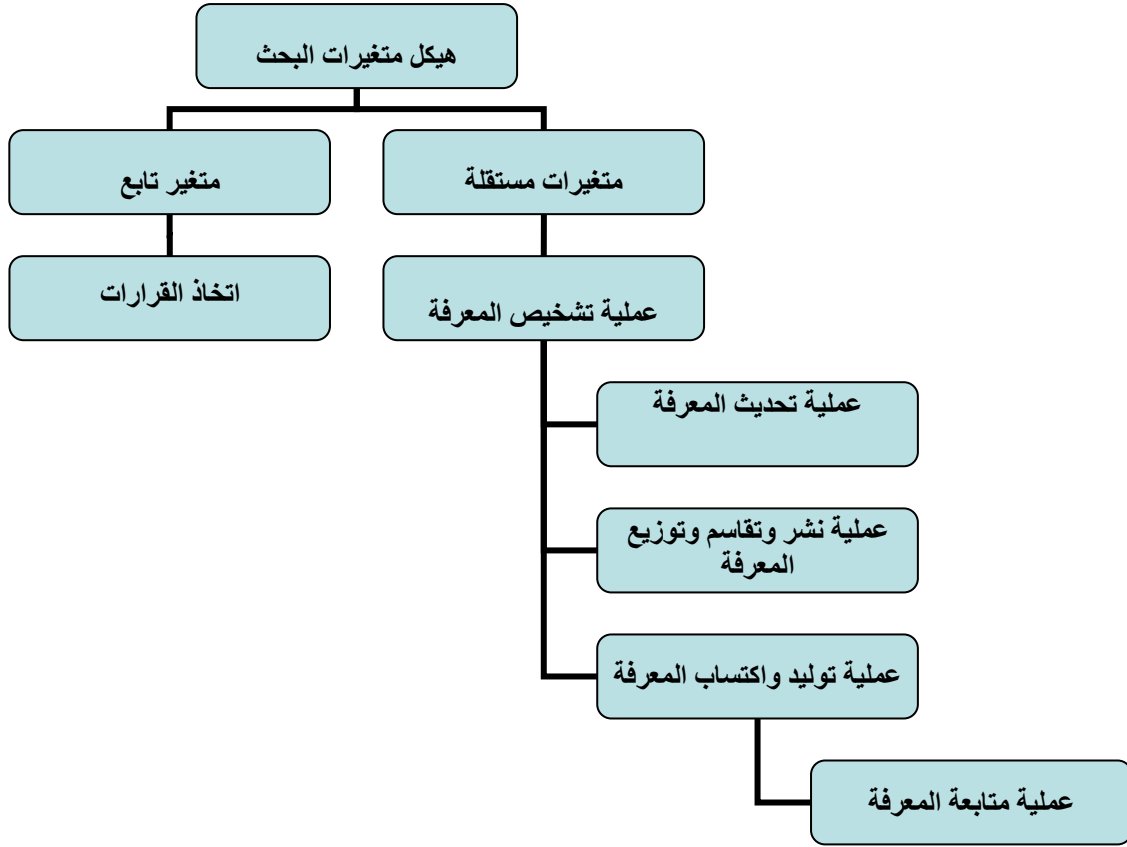 هيكل متغيرات البحث
متغيرات مستقلة
متغير تابع
عملية تشخيص المعرفة
اتخاذ القرارات
عملية تحديث المعرفة
عملية نشر وتقاسم وتوزيع
المعرفة
عملية توليد واكتساب المعرفة
عملية متابعة المعرفة